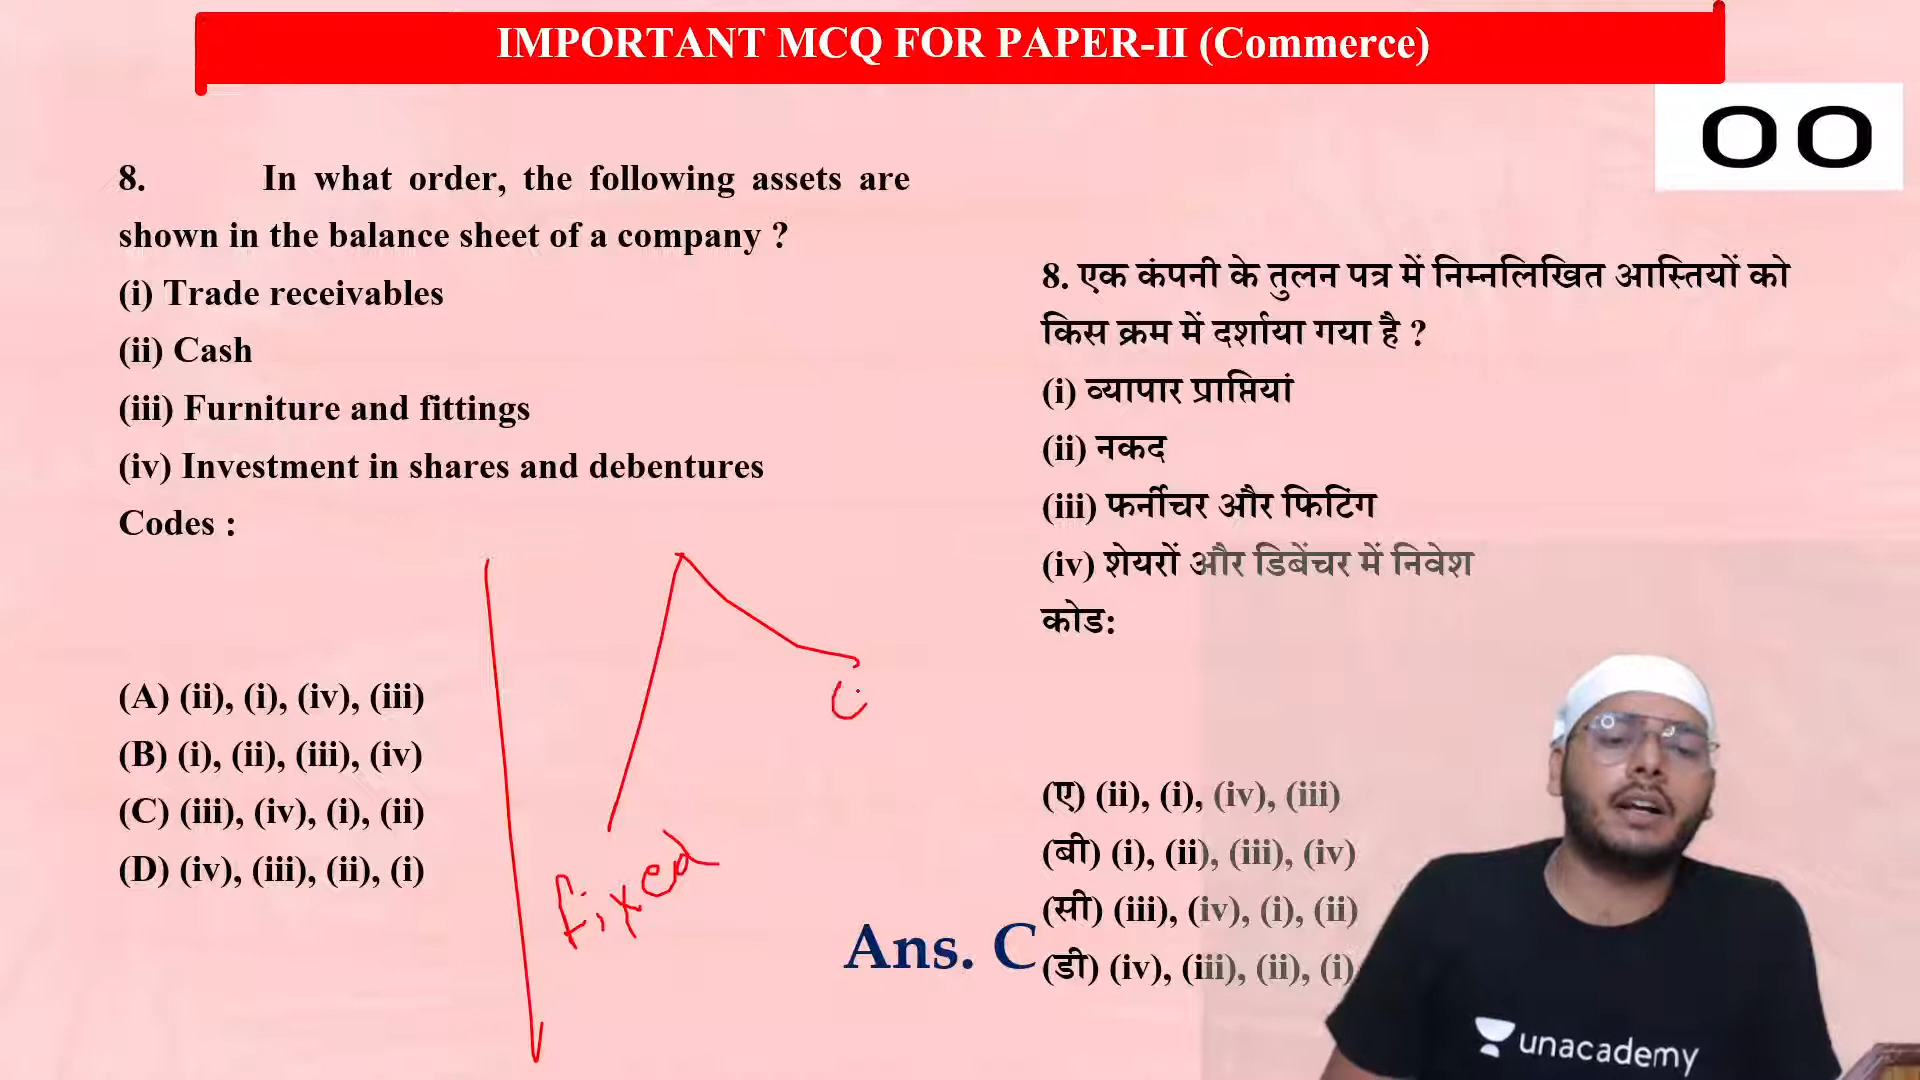 IMPORTANT MCQ FOR PAPER-II (Commerce)
00
8. In what order, the following assets are
shown in the balance sheet of a company ?
(i) Trade receivables
(ii) Cash
(iii) Furniture and fittings
(iv) Investment in shares and debentures
Codes :
(A) (ii), (i), (iv), (iii)
(B) (i), (ii), (iii), (iv)
(C) (iii), (iv), (i), (ii)
(D) (iv), (iii), (ii), (i)
fixed
C
Ans. C
8. एक कंपनी के तुलन पत्र में निम्नलिखित आस्तियों को
किस क्रम में दर्शाया गया है ?
(i) व्यापार प्राप्तियां
(ii) नकद
(iii) फर्नीचर और फिटिंग
(iv) शेयरों और डिबेंचर में निवेश
कोड:
(ए) (ii), (i), (iv), (iii)
(बी) (i), (ii), (iii), (iv)
(सी) (iii), (iv), (i), (ii)
(डी) (iv), (iii), (ii), (i)
unacademy